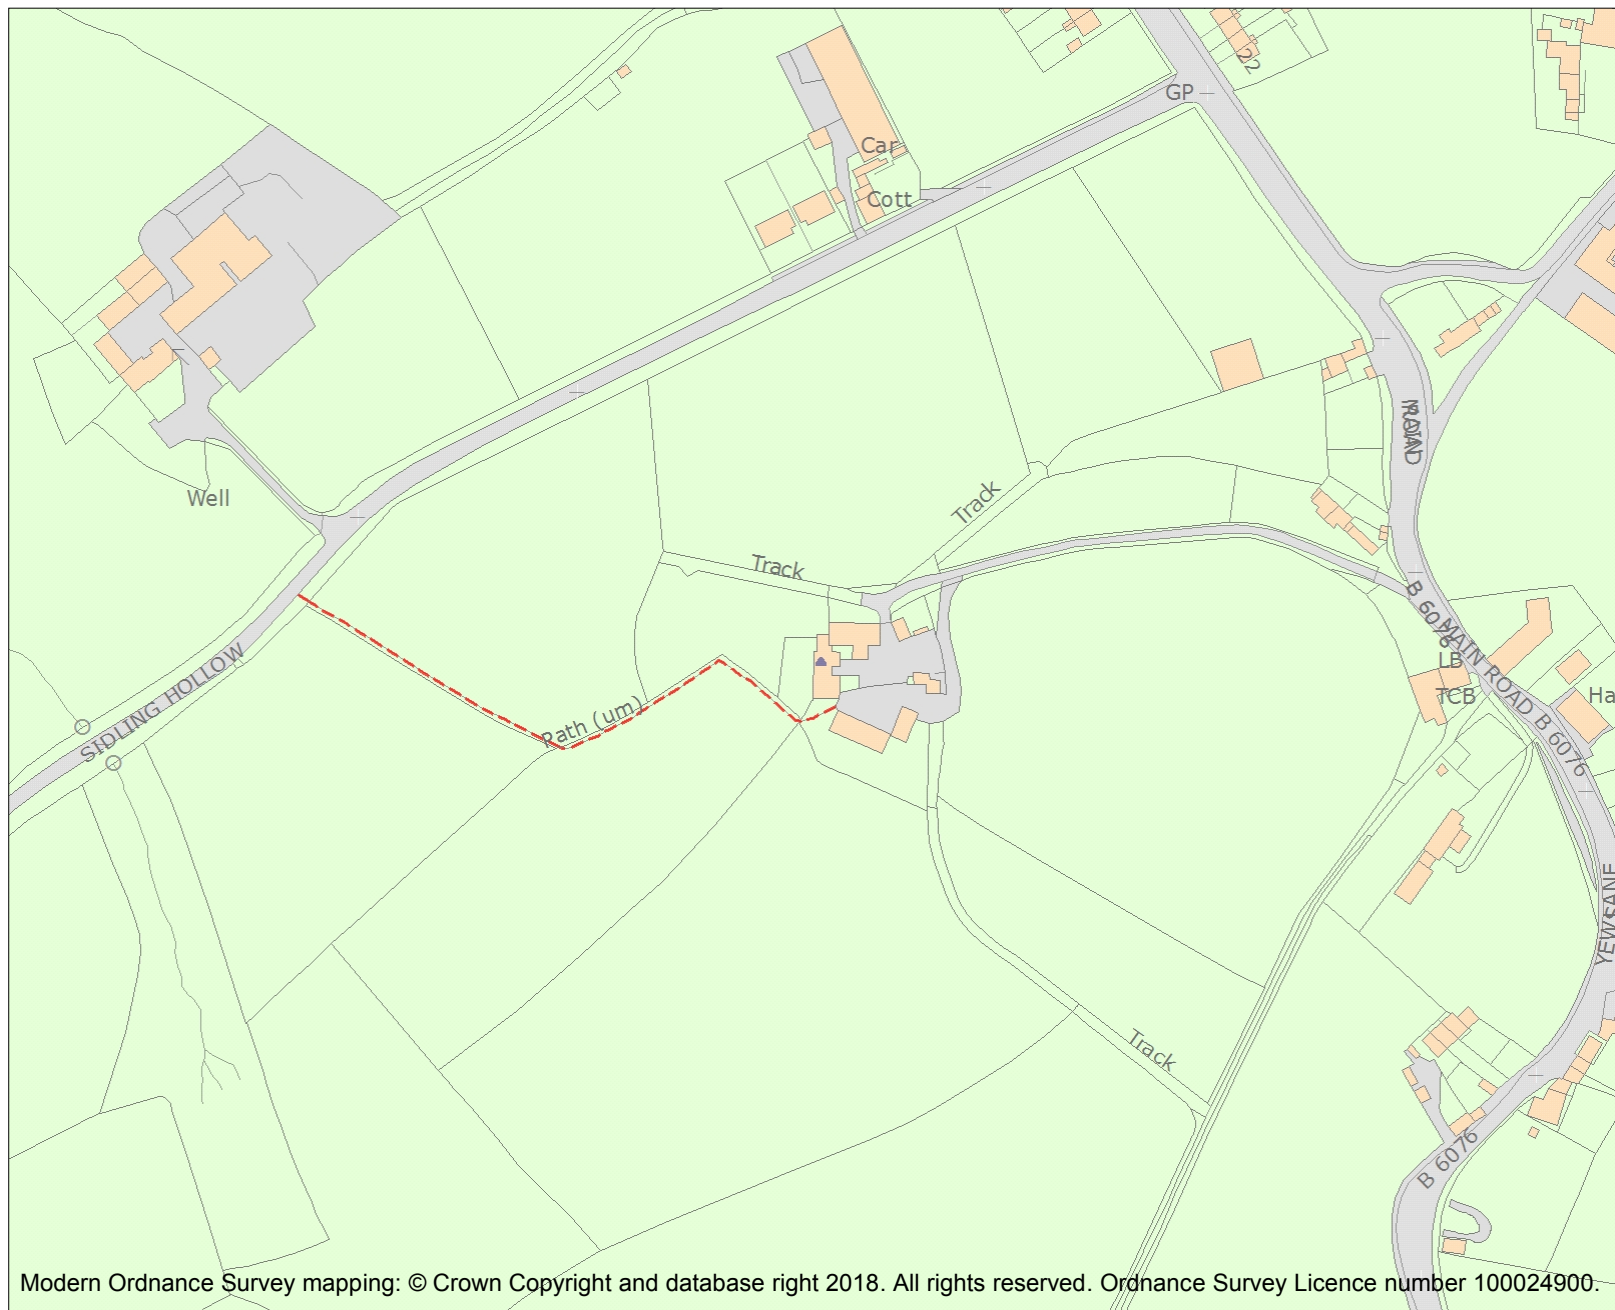 22
GP
Car
Cott
MAIN
ROAD
Well
Track
Track
B 6076
MAIN ROAD B 6076
LB
TCB
Ha
SIDLING HOLLOW
Path (um)
Track
B 6076
Modern Ordnance Survey mapping: © Crown Copyright and database right 2018. All rights reserved. Ordnance Survey Licence number 100024900.